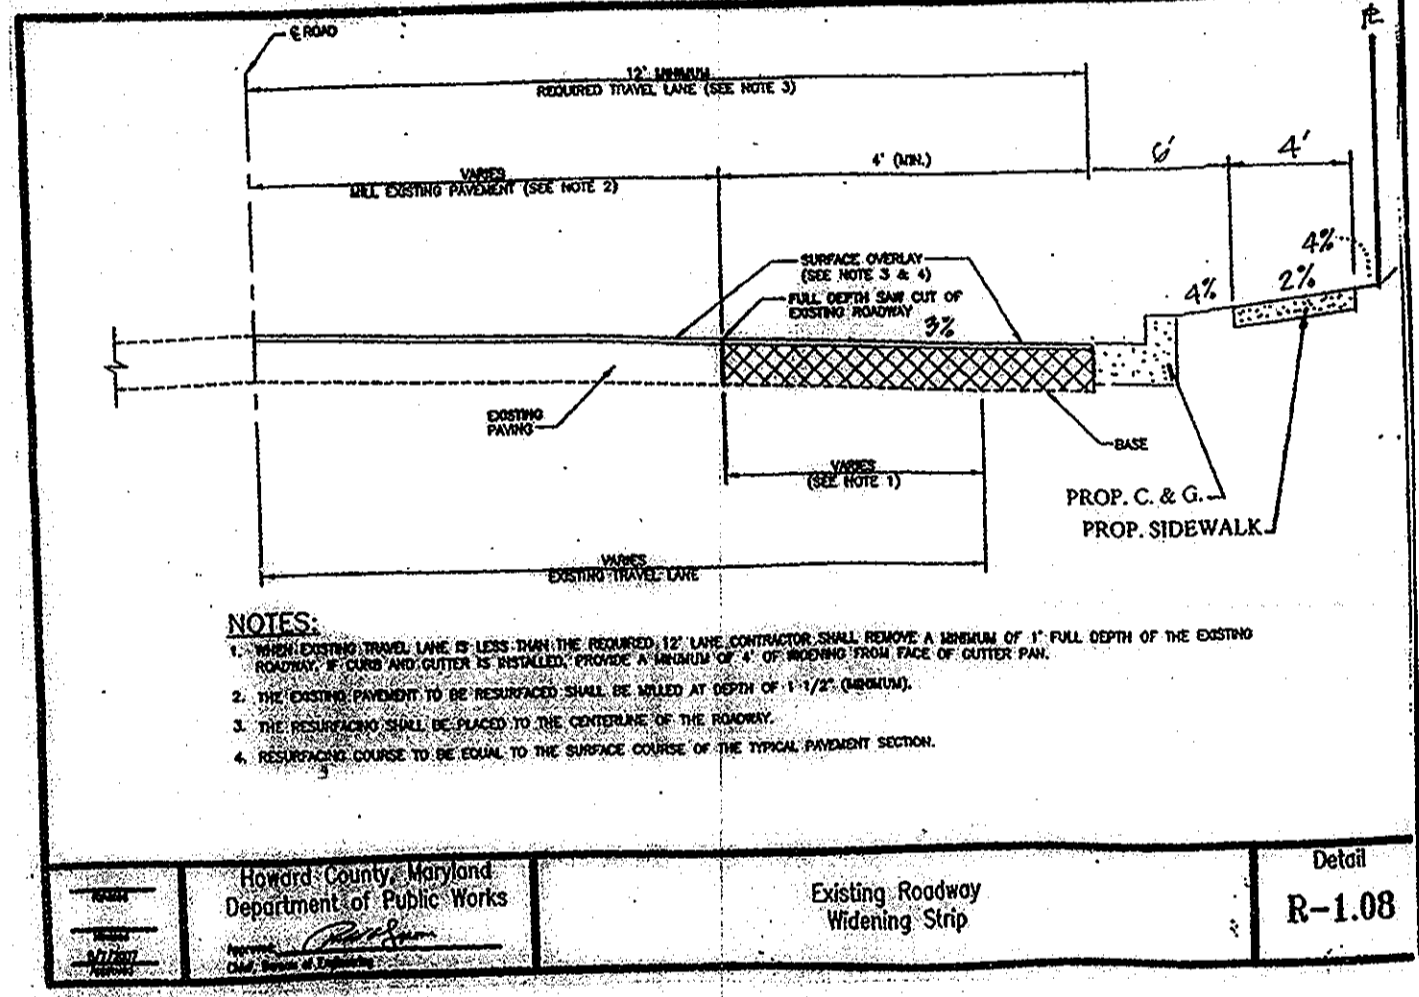 ℄ ROAD
℄
12' MINIMUM
REQUIRED TRAVEL LANE (SEE NOTE 3)
VARIES
MILL EXISTING PAVEMENT (SEE NOTE 2)
4' (MIN.)
6'
4'
SURFACE OVERLAY
(SEE NOTE 3 & 4)
FULL DEPTH SAW CUT OF
EXISTING ROADWAY
3%
4%
2%
4%
EXISTING
PAVING
BASE
VARIES
(SEE NOTE 1)
PROP. C. & G.
PROP. SIDEWALK
VARIES
EXISTING TRAVEL LANE
NOTES:
1. WHEN EXISTING TRAVEL LANE IS LESS THAN THE REQUIRED 12' LANE CONTRACTOR SHALL REMOVE A MINIMUM OF 1' FULL DEPTH OF THE EXISTING
ROADWAY. IF CURB AND GUTTER IS INSTALLED, PROVIDE A MINIMUM OF 4' OF WIDENING FROM FACE OF GUTTER PAN.
2. THE EXISTING PAVEMENT TO BE RESURFACED SHALL BE MILLED AT DEPTH OF 1 1/2" (MINIMUM).
3. THE RESURFACING SHALL BE PLACED TO THE CENTERLINE OF THE ROADWAY.
4. RESURFACING COURSE TO BE EQUAL TO THE SURFACE COURSE OF THE TYPICAL PAVEMENT SECTION.
Howard County, Maryland
Department of Public Works
Chief, Bureau of Engineering
Existing Roadway
Widening Strip
Detail
R-1.08